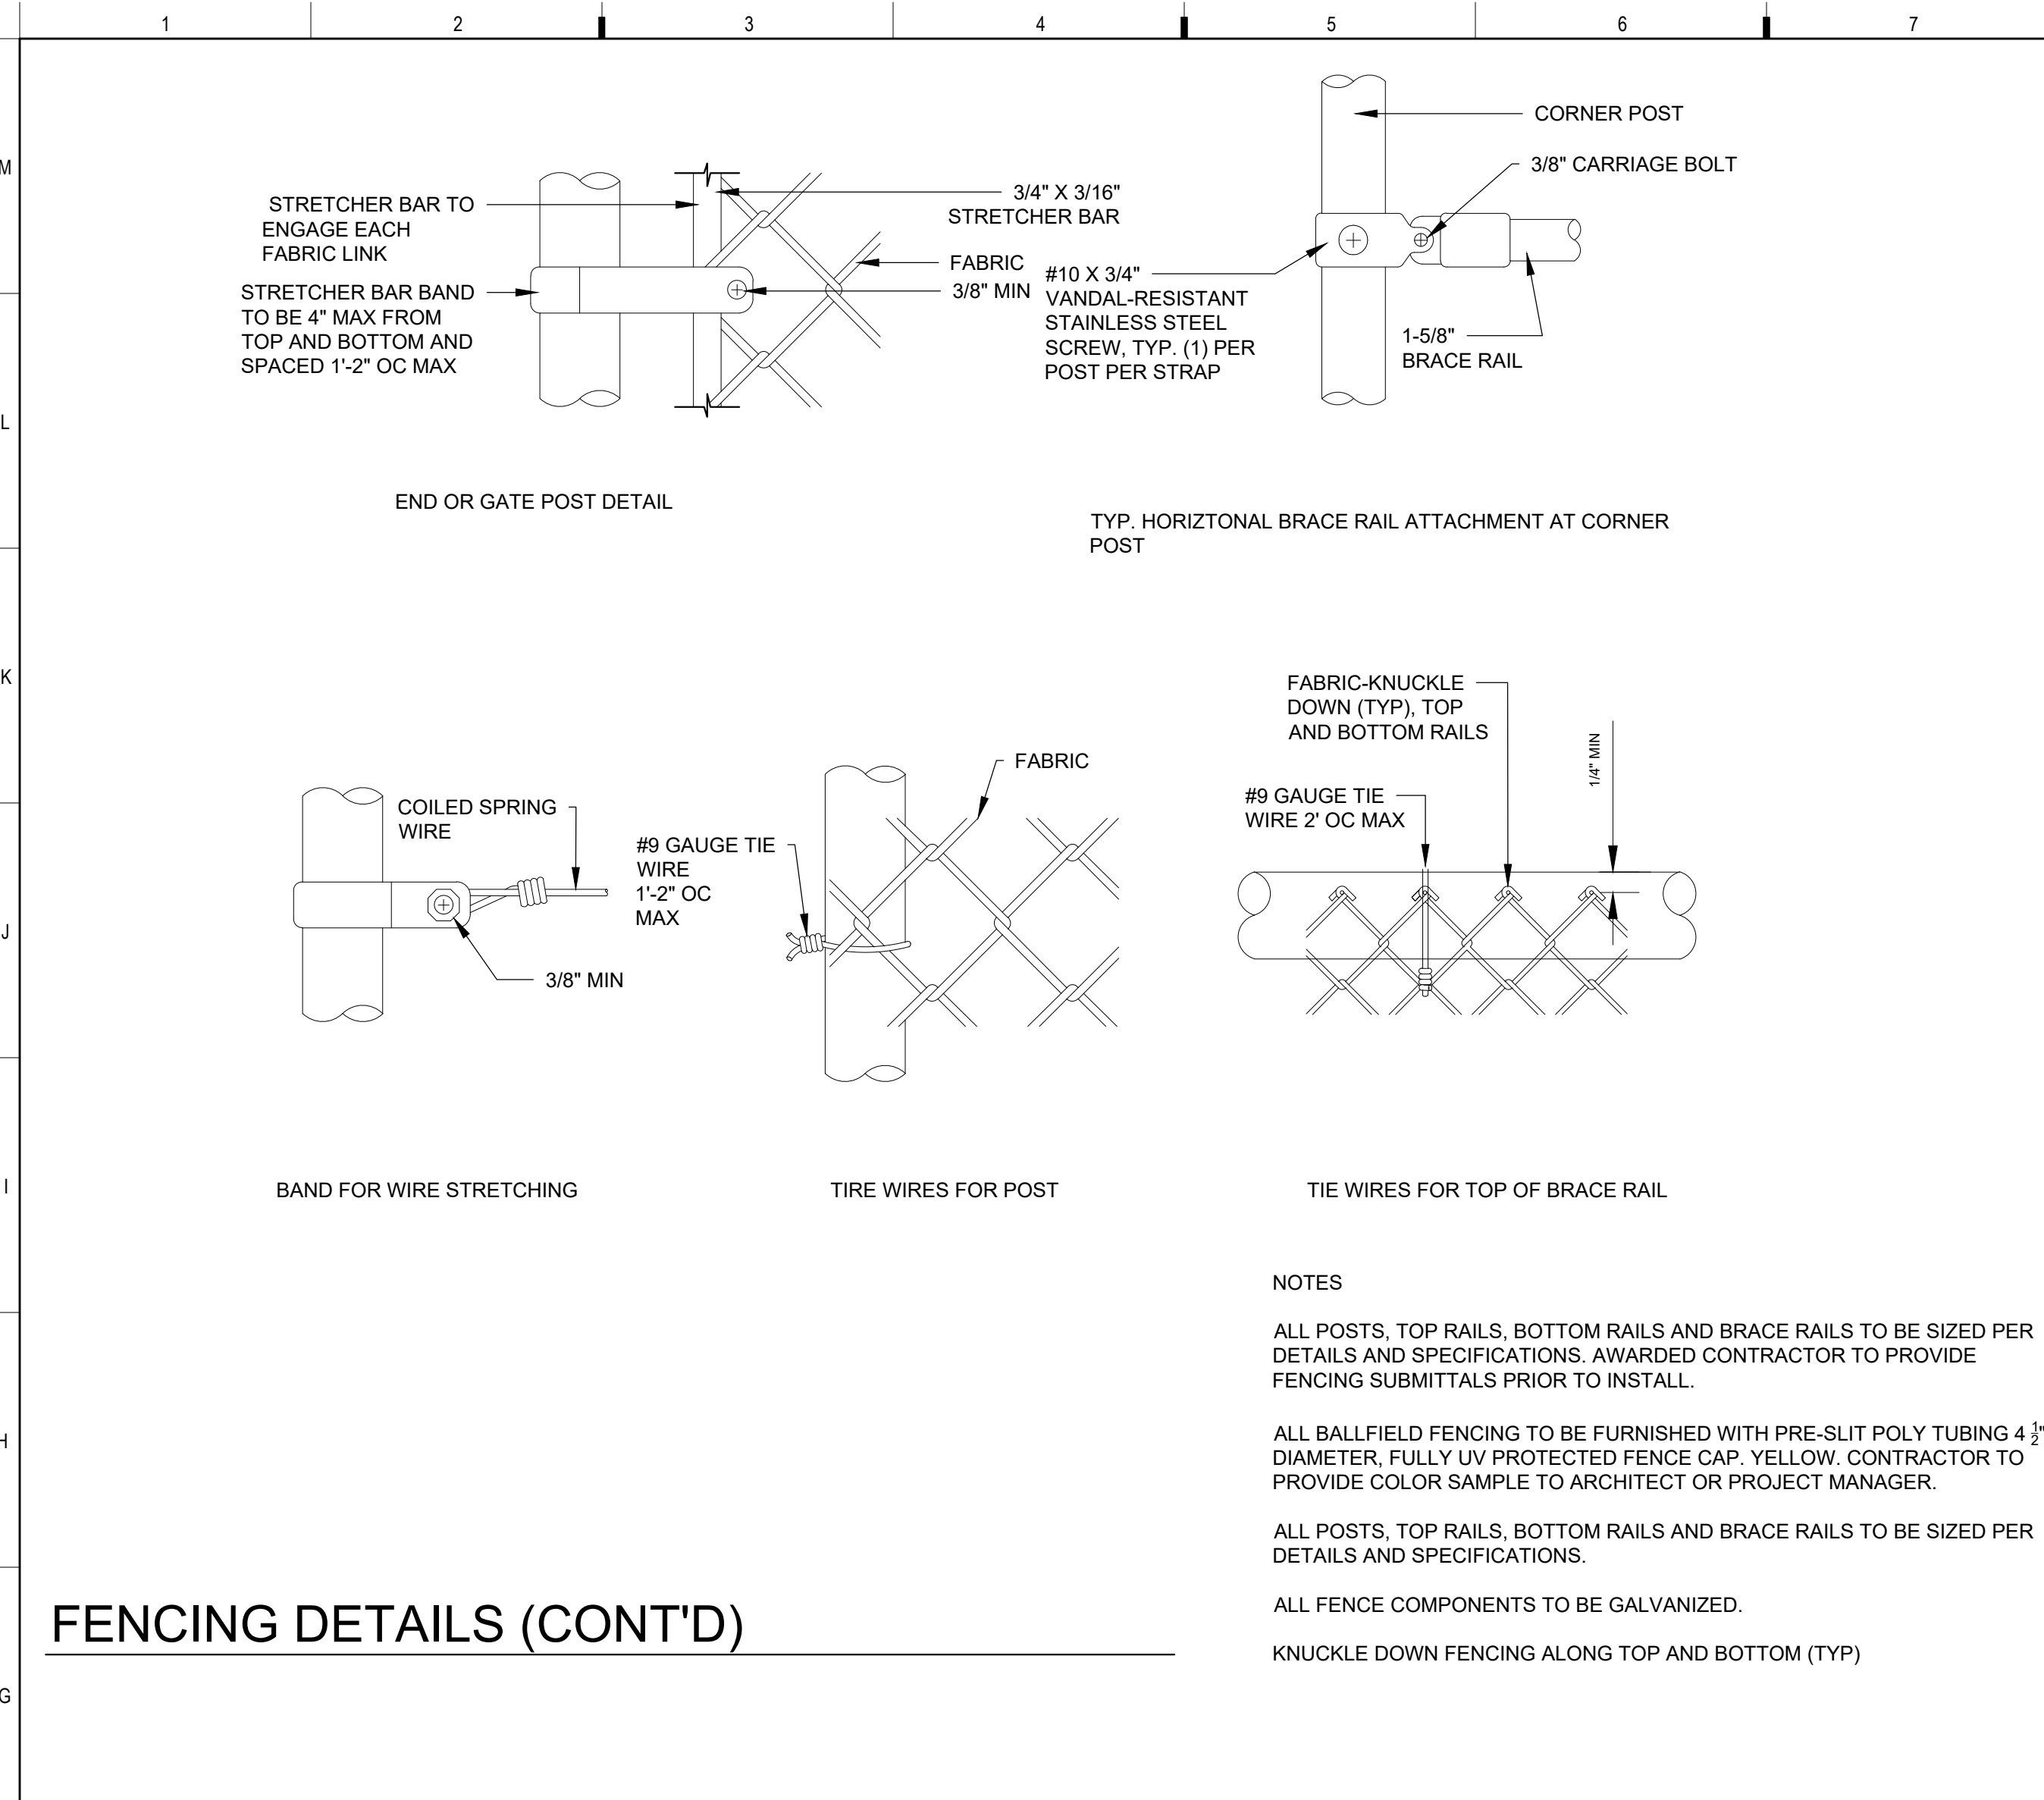 1 2 3 4 5 6 7
M
L
K
J
I
H
G
STRETCHER BAR TO
ENGAGE EACH
FABRIC LINK
STRETCHER BAR BAND
TO BE 4" MAX FROM
TOP AND BOTTOM AND
SPACED 1'-2" OC MAX
3/4" X 3/16"
STRETCHER BAR
FABRIC
3/8" MIN
END OR GATE POST DETAIL
CORNER POST
3/8" CARRIAGE BOLT
#10 X 3/4"
VANDAL-RESISTANT
STAINLESS STEEL
SCREW, TYP. (1) PER
POST PER STRAP
1-5/8"
BRACE RAIL
TYP. HORIZTONAL BRACE RAIL ATTACHMENT AT CORNER
POST
COILED SPRING
WIRE
3/8" MIN
BAND FOR WIRE STRETCHING
FABRIC
#9 GAUGE TIE
WIRE
1'-2" OC
MAX
TIRE WIRES FOR POST
FABRIC-KNUCKLE
DOWN (TYP), TOP
AND BOTTOM RAILS
#9 GAUGE TIE
WIRE 2' OC MAX
1/4" MIN
TIE WIRES FOR TOP OF BRACE RAIL
NOTES
ALL POSTS, TOP RAILS, BOTTOM RAILS AND BRACE RAILS TO BE SIZED PER
DETAILS AND SPECIFICATIONS. AWARDED CONTRACTOR TO PROVIDE
FENCING SUBMITTALS PRIOR TO INSTALL.
ALL BALLFIELD FENCING TO BE FURNISHED WITH PRE-SLIT POLY TUBING 4 1/2"
DIAMETER, FULLY UV PROTECTED FENCE CAP. YELLOW. CONTRACTOR TO
PROVIDE COLOR SAMPLE TO ARCHITECT OR PROJECT MANAGER.
ALL POSTS, TOP RAILS, BOTTOM RAILS AND BRACE RAILS TO BE SIZED PER
DETAILS AND SPECIFICATIONS.
ALL FENCE COMPONENTS TO BE GALVANIZED.
KNUCKLE DOWN FENCING ALONG TOP AND BOTTOM (TYP)
FENCING DETAILS (CONT'D)